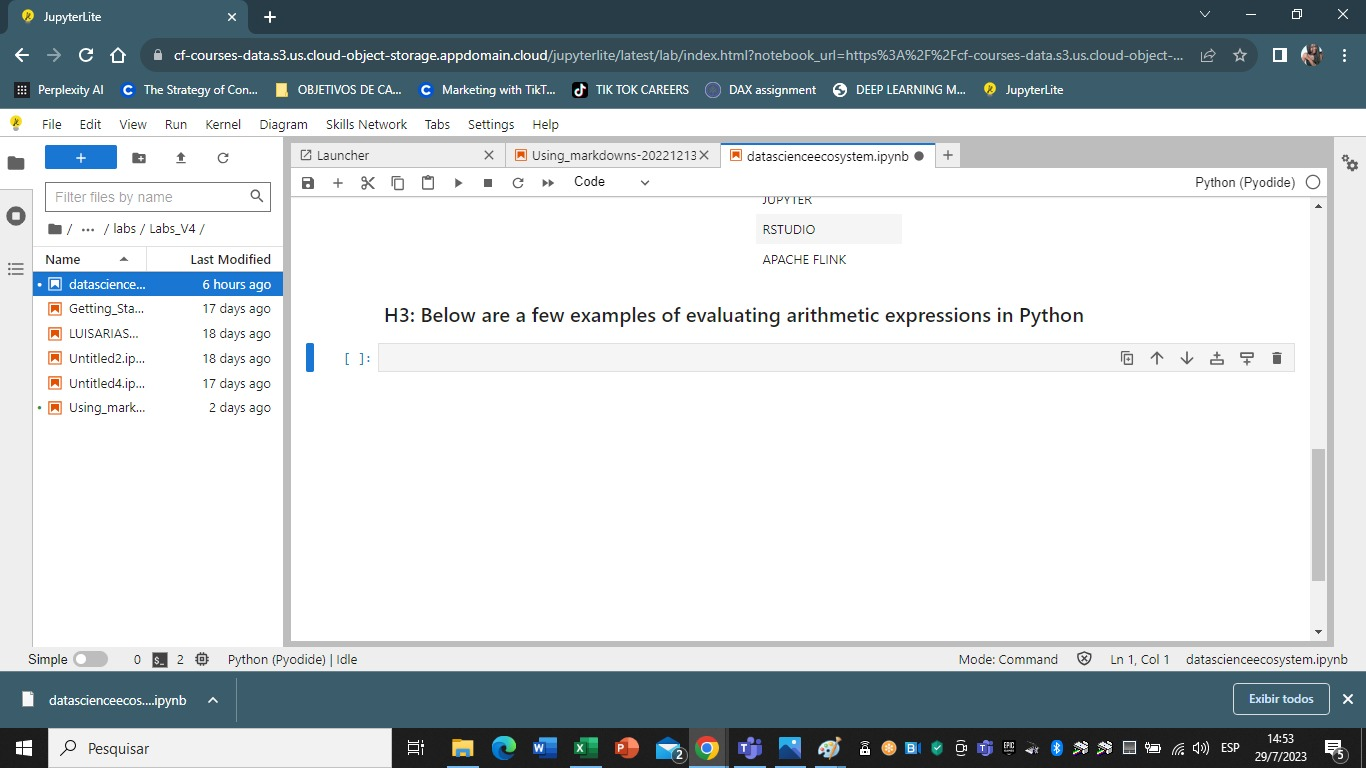 JupyterLite
cf-courses-data.s3.us.cloud-object-storage.appdomain.cloud/jupyterlite/latest/lab/index.html?notebook_url=https%3A%2F%2Fcf-courses-data.s3.us.cloud-object-...
Perplexity AI The Strategy of Con... OBJETIVOS DE CA... Marketing with TikT... TIK TOK CAREERS DAX assignment DEEP LEARNING M... JupyterLite
File Edit View Run Kernel Diagram Skills Network Tabs Settings Help
Launcher Using_markdowns-20221213 datascienceecosystem.ipynb
Code Python (Pyodide)
Filter files by name
/ ... / labs / Labs_V4 /
Name Last Modified
datascience... 6 hours ago
Getting_Sta... 17 days ago
LUISARIAS... 18 days ago
Untitled2.ip... 18 days ago
Untitled4.ip... 17 days ago
Using_mark... 2 days ago
JUPYTER
RSTUDIO
APACHE FLINK
H3: Below are a few examples of evaluating arithmetic expressions in Python
[ ]:
Simple 0 2 Python (Pyodide) | Idle Mode: Command Ln 1, Col 1 datascienceecosystem.ipynb
datascienceecos....ipynb Exibir todos
Pesquisar 2 ESP 14:53
29/7/2023 5